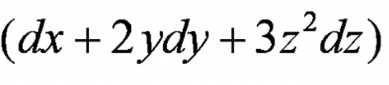 (dx + 2ydy + 3z²dz)